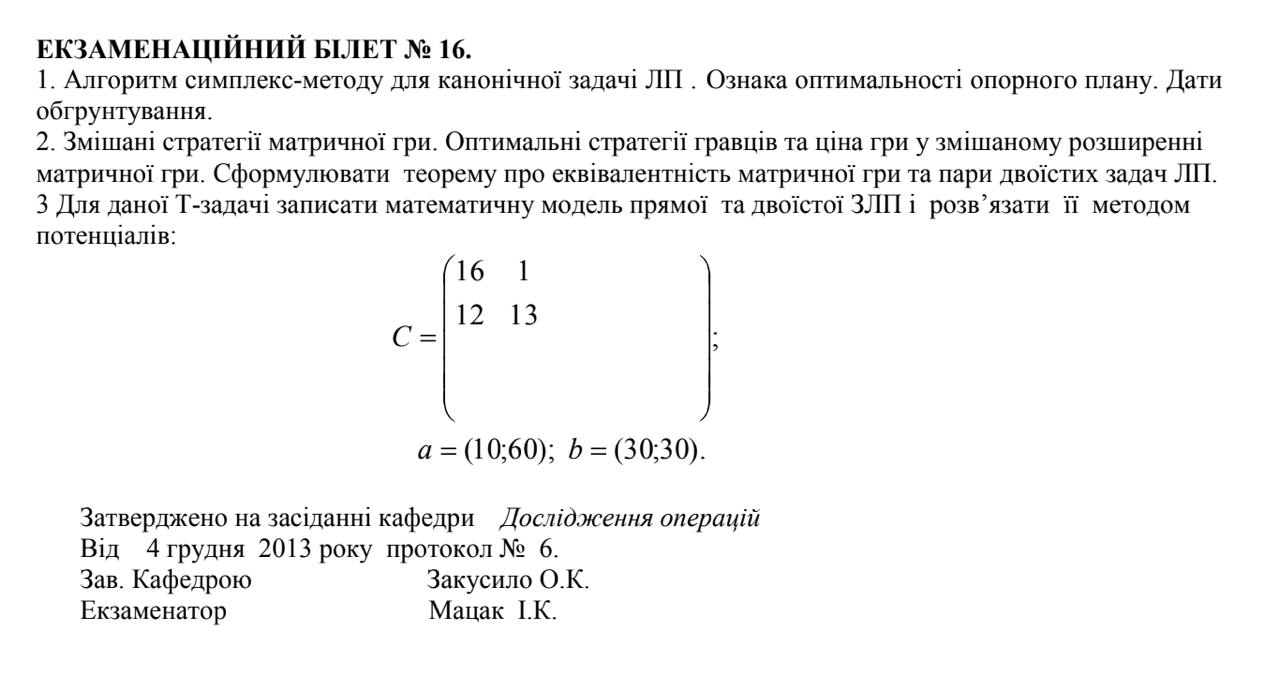 ЕКЗАМЕНАЦІЙНИЙ БІЛЕТ № 16.
1. Алгоритм симплекс-методу для канонічної задачі ЛП . Ознака оптимальності опорного плану. Дати
обгрунтування.
2. Змішані стратегії матричної гри. Оптимальні стратегії гравців та ціна гри у змішаному розширенні
матричної гри. Сформулювати теорему про еквівалентність матричної гри та пари двоїстих задач ЛП.
3 Для даної Т-задачі записати математичну модель прямої та двоїстої ЗЛП і розв’язати її методом
потенціалів:
16 1
12 13
C = ;
a = (10;60); b = (30;30).
Затверджено на засіданні кафедри Дослідження операцій
Від 4 грудня 2013 року протокол № 6.
Зав. Кафедрою Закусило О.К.
Екзаменатор Мацак І.К.